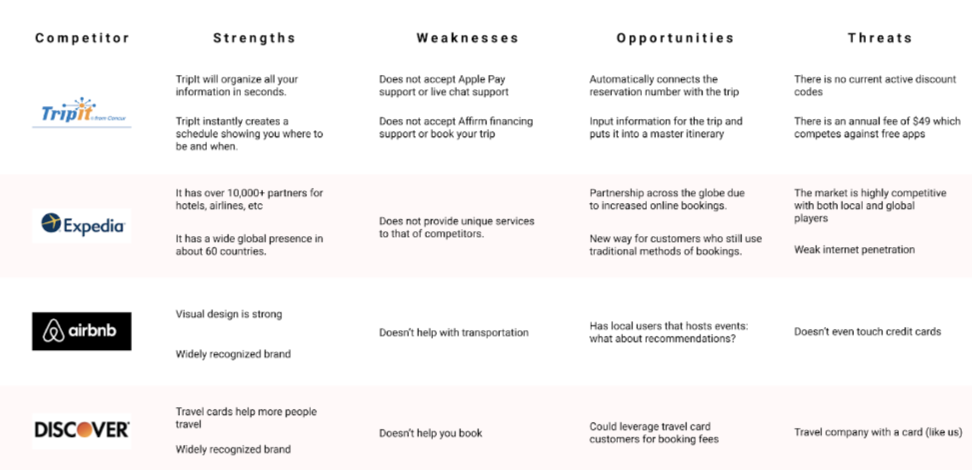 Competitor Strengths Weaknesses Opportunities Threats
Tripit from Concur
TripIt will organize all your
information in seconds.
TripIt instantly creates a
schedule showing you where to
be and when.
Does not accept Apple Pay
support or live chat support
Does not accept Affirm financing
support or book your trip
Automatically connects the
reservation number with the trip
Input information for the trip and
puts it into a master itinerary
There is no current active discount
codes
There is an annual fee of $49 which
competes against free apps
Expedia
It has over 10,000+ partners for
hotels, airlines, etc
It has a wide global presence in
about 60 countries.
Does not provide unique services
to that of competitors.
Partnership across the globe due
to increased online bookings.
New way for customers who still use
traditional methods of bookings.
The market is highly competitive
with both local and global
players
Weak internet penetration
airbnb
Visual design is strong
Widely recognized brand
Doesn't help with transportation
Has local users that hosts events:
what about recommendations?
Doesn't even touch credit cards
DISCOVER
Travel cards help more people
travel
Widely recognized brand
Doesn't help you book
Could leverage travel card
customers for booking fees
Travel company with a card (like us)